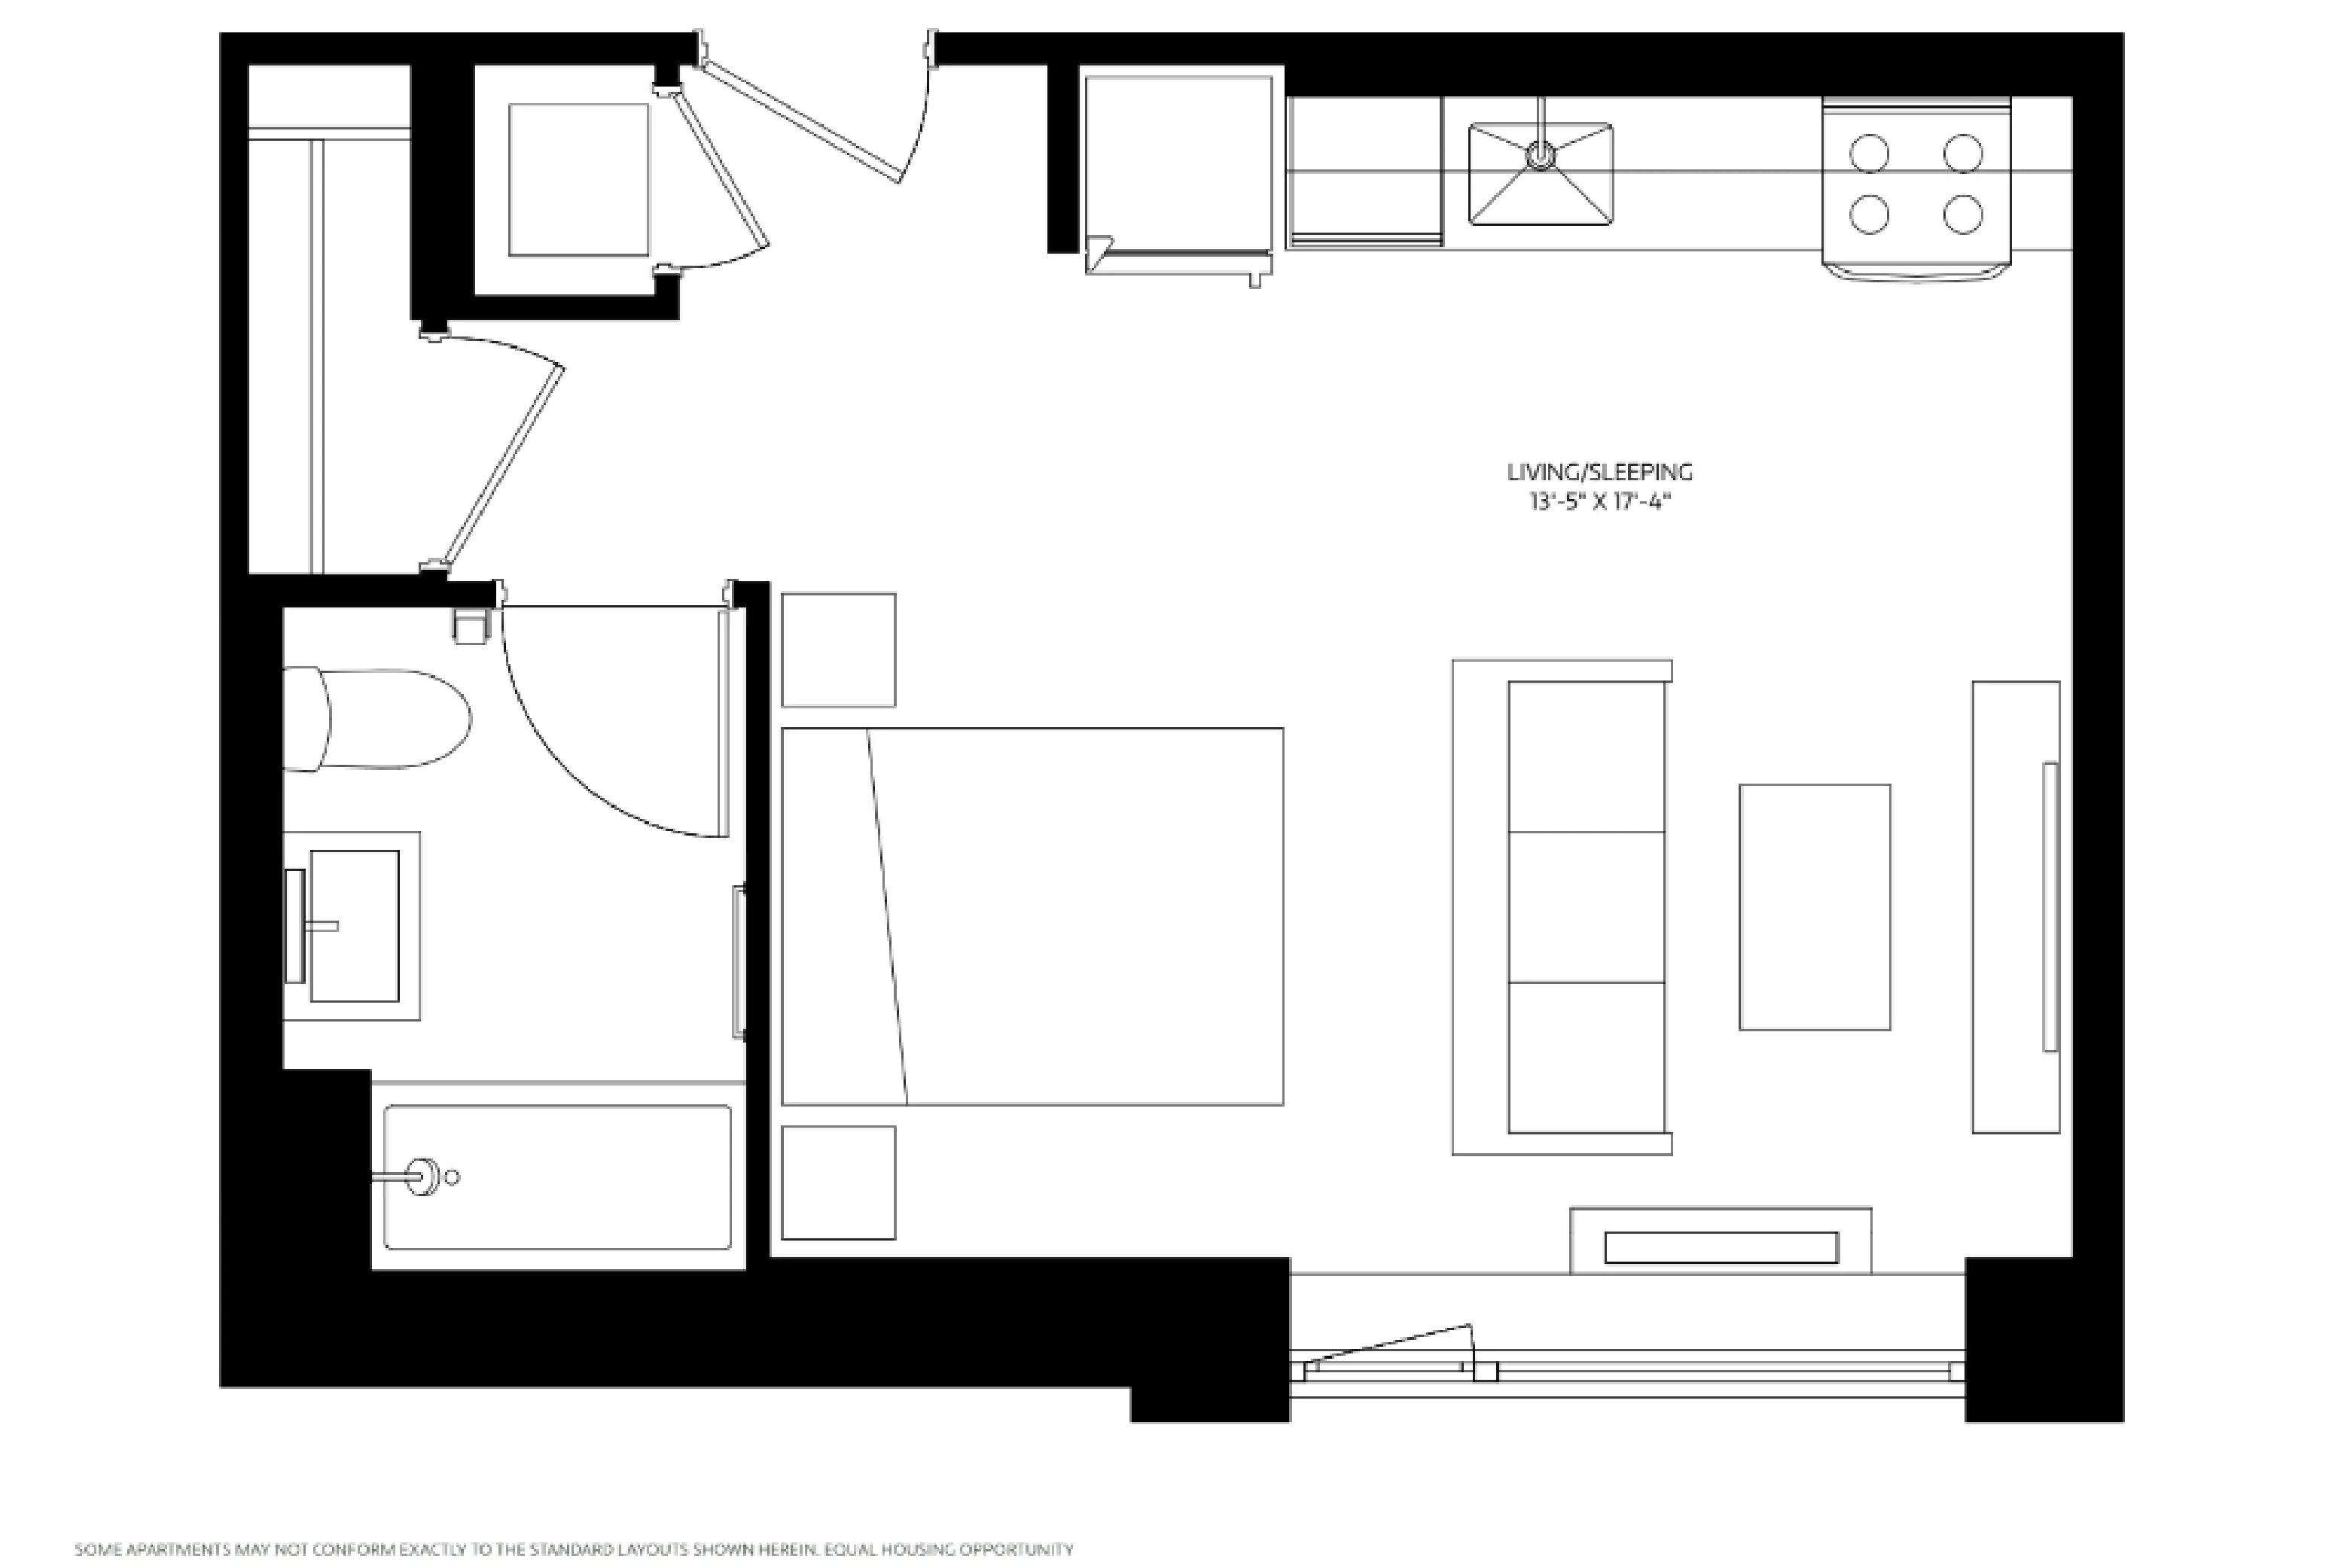 LIVING/SLEEPING
13'-5" X 17'-4"
SOME APARTMENTS MAY NOT CONFORM EXACTLY TO THE STANDARD LAYOUTS SHOWN HEREIN. EQUAL HOUSING OPPORTUNITY